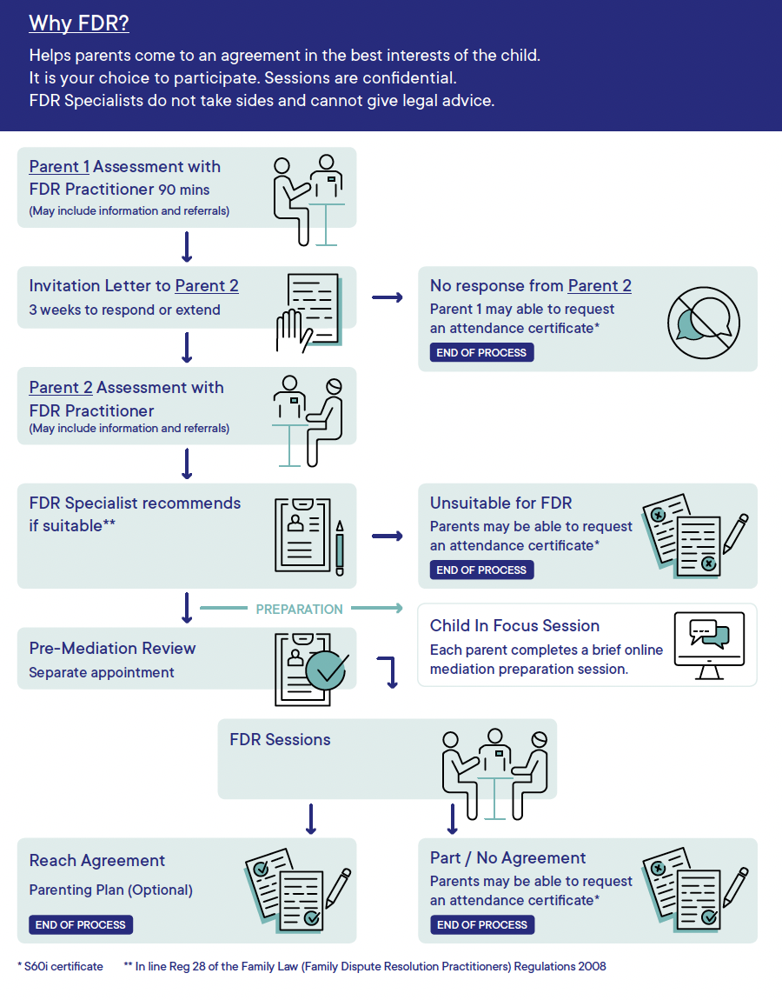 Why FDR?
Helps parents come to an agreement in the best interests of the child.
It is your choice to participate. Sessions are confidential.
FDR Specialists do not take sides and cannot give legal advice.
Parent 1 Assessment with
FDR Practitioner 90 mins
(May include information and referrals)
Invitation Letter to Parent 2
3 weeks to respond or extend
No response from Parent 2
Parent 1 may able to request
an attendance certificate*
END OF PROCESS
Parent 2 Assessment with
FDR Practitioner
(May include information and referrals)
FDR Specialist recommends
if suitable**
Unsuitable for FDR
Parents may be able to request
an attendance certificate*
END OF PROCESS
PREPARATION
Pre-Mediation Review
Separate appointment
Child In Focus Session
Each parent completes a brief online
mediation preparation session.
FDR Sessions
Reach Agreement
Parenting Plan (Optional)
END OF PROCESS
Part / No Agreement
Parents may be able to request
an attendance certificate*
END OF PROCESS
* S60i certificate ** In line Reg 28 of the Family Law (Family Dispute Resolution Practitioners) Regulations 2008